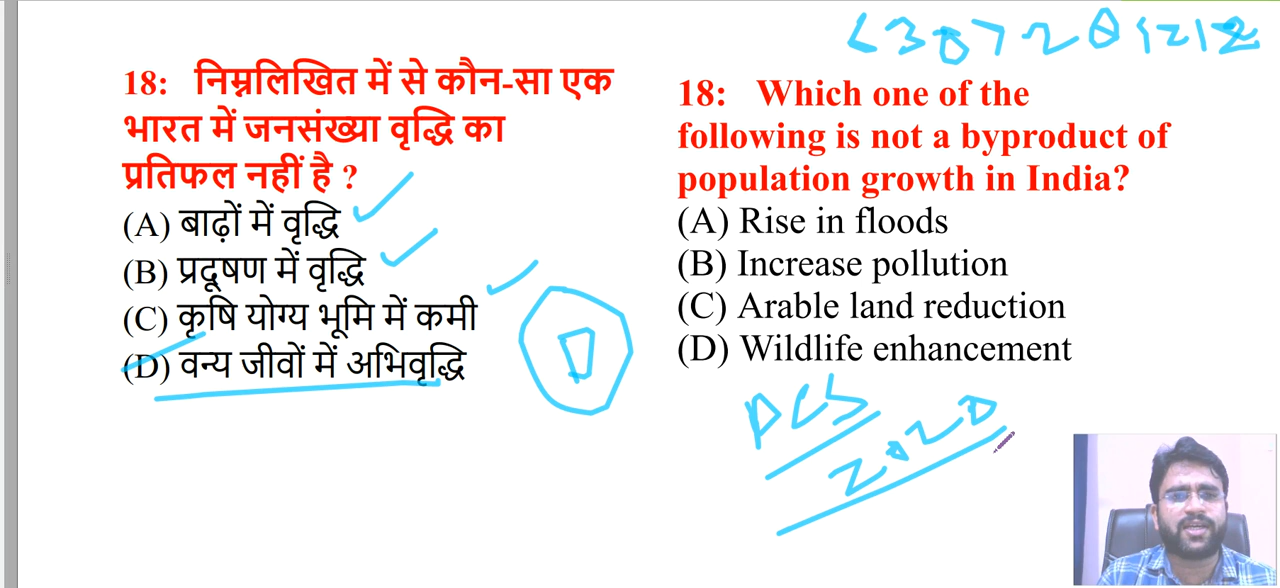 18: निम्नलिखित में से कौन-सा एक
भारत में जनसंख्या वृद्धि का
प्रतिफल नहीं है ?
(A) बाढ़ों में वृद्धि
(B) प्रदूषण में वृद्धि
(C) कृषि योग्य भूमि में कमी
(D) वन्य जीवों में अभिवृद्धि
D
18: Which one of the
following is not a byproduct of
population growth in India?
(A) Rise in floods
(B) Increase pollution
(C) Arable land reduction
(D) Wildlife enhancement
PCS
2020